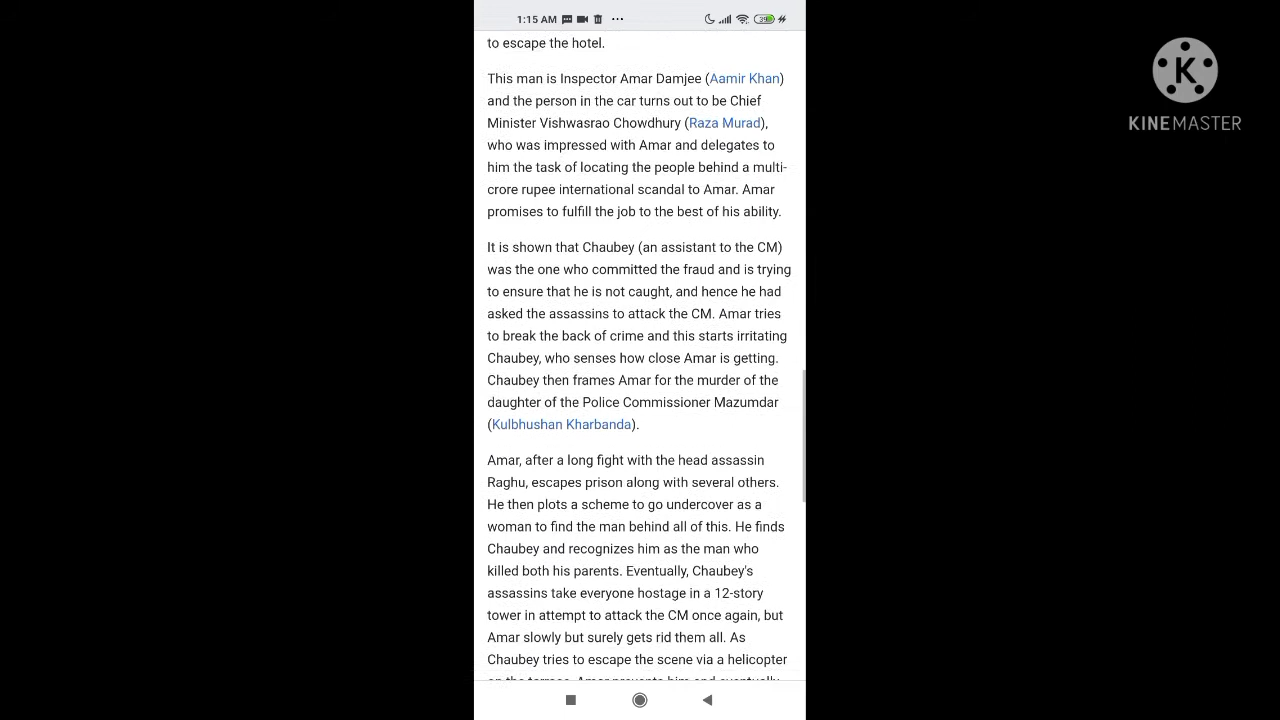 1:15 AM
39
to escape the hotel.
This man is Inspector Amar Damjee (Aamir Khan)
and the person in the car turns out to be Chief
Minister Vishwasrao Chowdhury (Raza Murad),
who was impressed with Amar and delegates to
him the task of locating the people behind a multi-
crore rupee international scandal to Amar. Amar
promises to fulfill the job to the best of his ability.
It is shown that Chaubey (an assistant to the CM)
was the one who committed the fraud and is trying
to ensure that he is not caught, and hence he had
asked the assassins to attack the CM. Amar tries
to break the back of crime and this starts irritating
Chaubey, who senses how close Amar is getting.
Chaubey then frames Amar for the murder of the
daughter of the Police Commissioner Mazumdar
(Kulbhushan Kharbanda).
Amar, after a long fight with the head assassin
Raghu, escapes prison along with several others.
He then plots a scheme to go undercover as a
woman to find the man behind all of this. He finds
Chaubey and recognizes him as the man who
killed both his parents. Eventually, Chaubey's
assassins take everyone hostage in a 12-story
tower in attempt to attack the CM once again, but
Amar slowly but surely gets rid them all. As
Chaubey tries to escape the scene via a helicopter
on the terrace, Amar prevents him and eventually
K
KINEMASTER